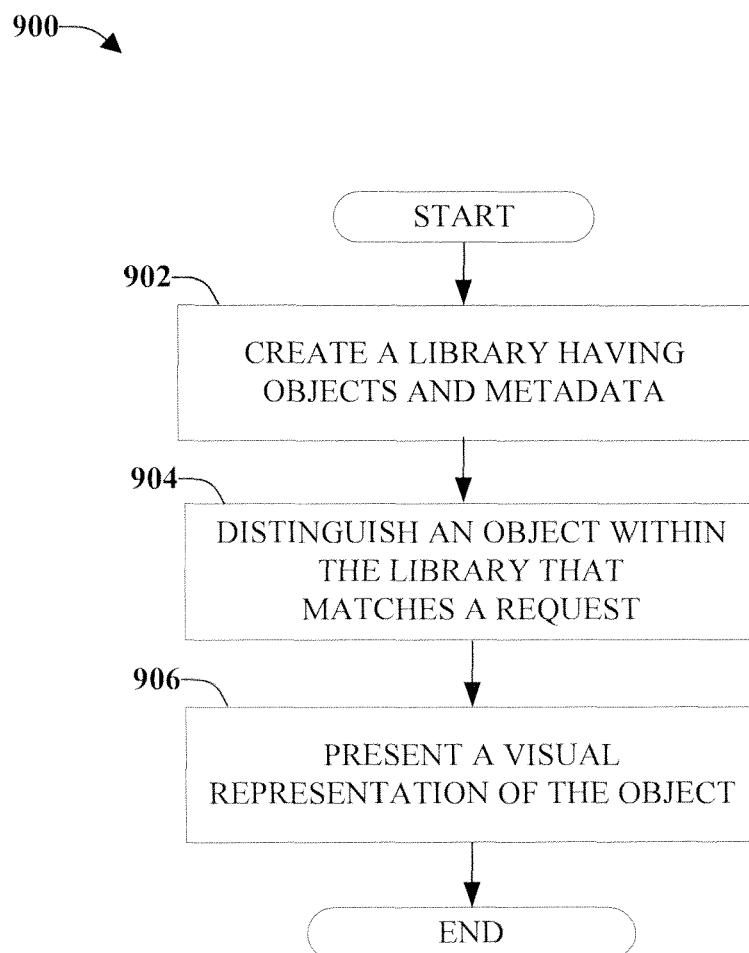 900
START
902
CREATE A LIBRARY HAVING
OBJECTS AND METADATA
904
DISTINGUISH AN OBJECT WITHIN
THE LIBRARY THAT
MATCHES A REQUEST
906
PRESENT A VISUAL
REPRESENTATION OF THE OBJECT
END